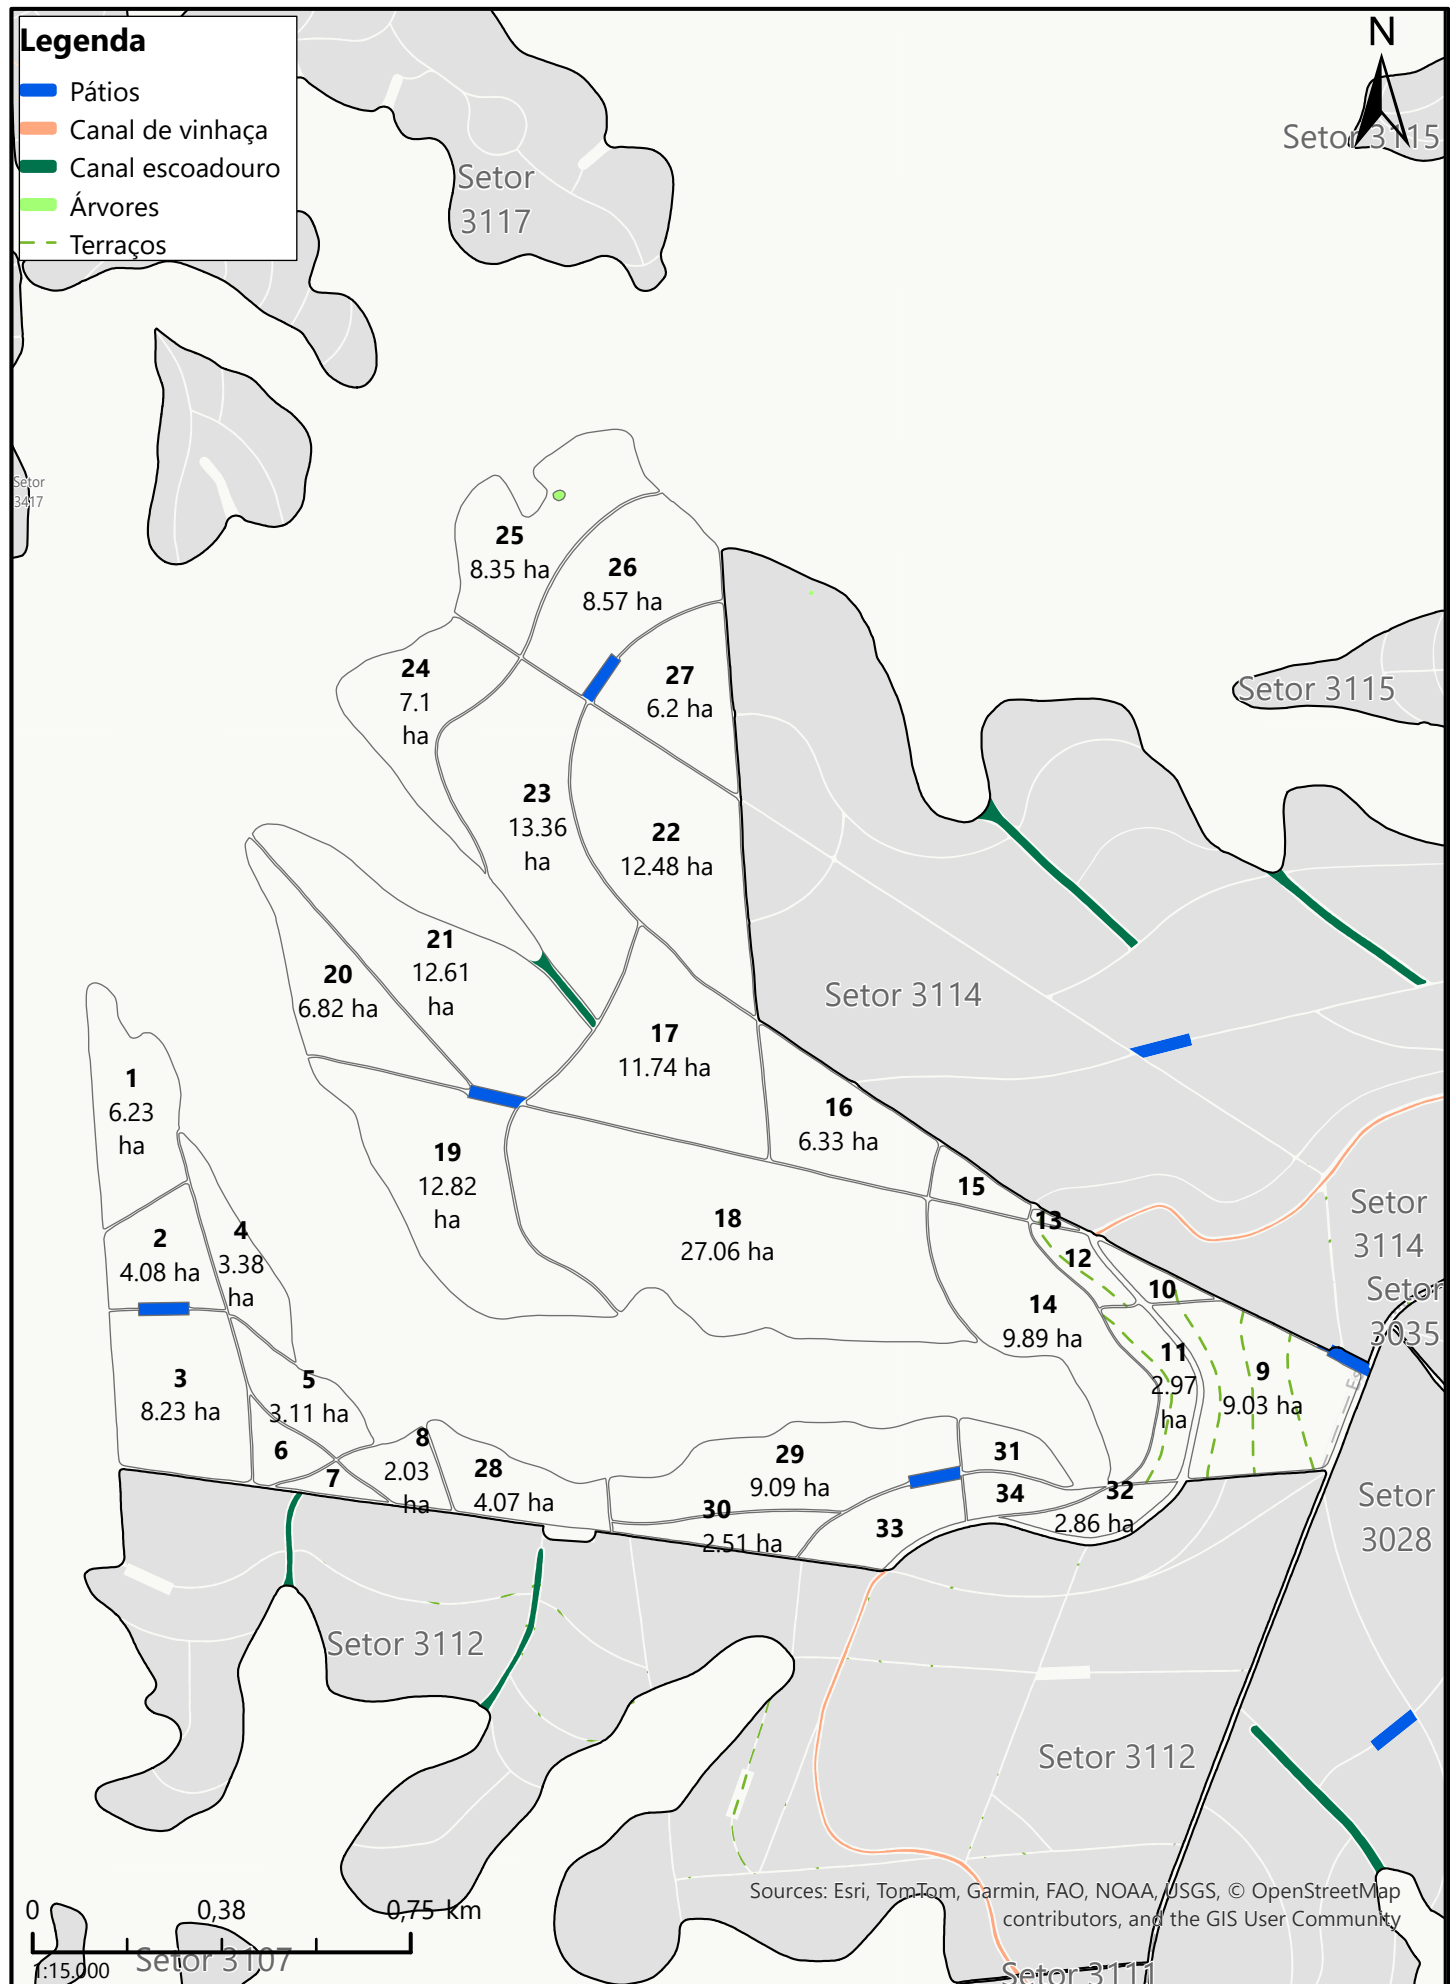 Legenda
Pátios
Canal de vinhaça
Canal escoadouro
Árvores
Terraços
N
Setor 3115
Setor
3117
Setor
3417
25
8.35 ha
26
8.57 ha
24
7.1
ha
27
6.2 ha
Setor 3115
23
13.36
ha
22
12.48 ha
21
12.61
ha
20
6.82 ha
Setor 3114
17
11.74 ha
1
6.23
ha
16
6.33 ha
19
12.82
ha
15
18
27.06 ha
13
Setor
3114
2
4.08 ha
4
3.38
ha
12
10
14
9.89 ha
Setor
3035
11
2.97
ha
9
9.03 ha
3
8.23 ha
5
3.11 ha
6
7
8
2.03
ha
28
4.07 ha
29
9.09 ha
31
30
2.51 ha
33
34
32
2.86 ha
Setor
3028
Setor 3112
Setor 3112
Sources: Esri, TomTom, Garmin, FAO, NOAA, USGS, © OpenStreetMap
contributors, and the GIS User Community
0 0,38 0,75 km
1:15.000
Setor 3107
Setor 3111